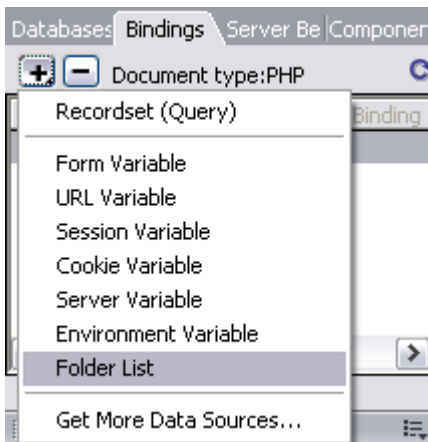 Databases Bindings Server Be Componen
+ - Document type:PHP
Recordset (Query)
Binding
Form Variable
URL Variable
Session Variable
Cookie Variable
Server Variable
Environment Variable
Folder List
Get More Data Sources...